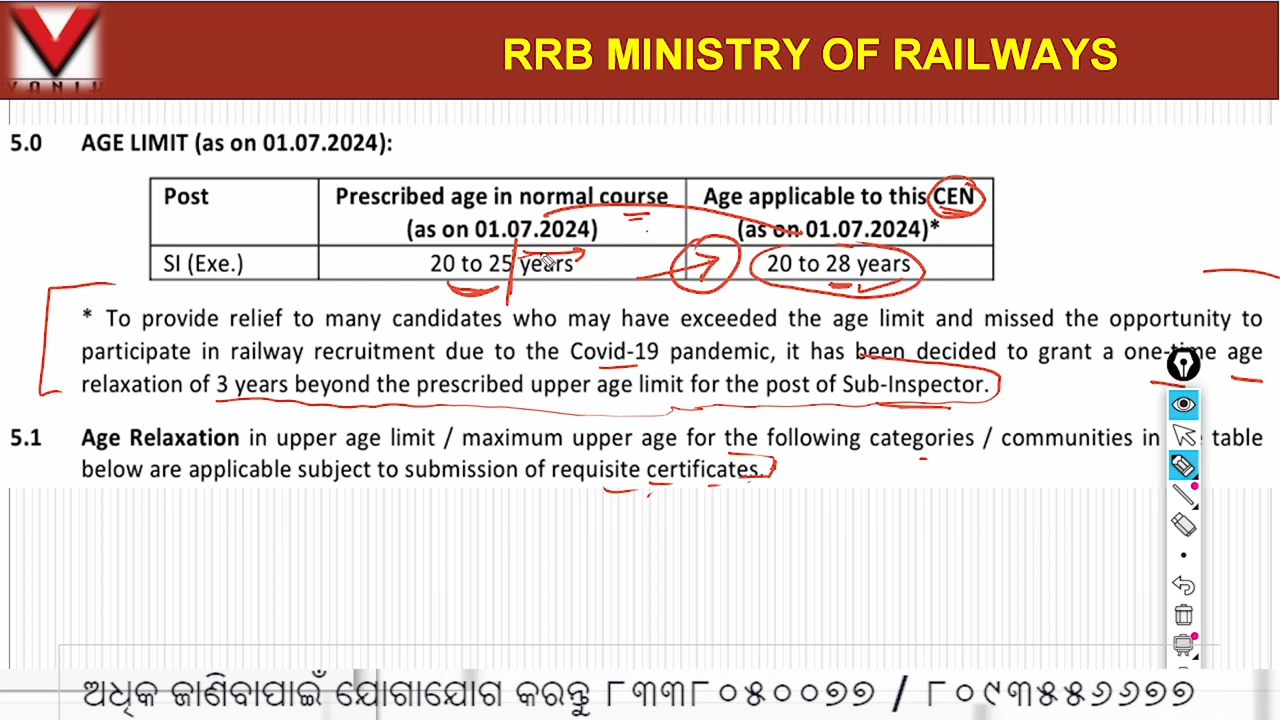 RRB MINISTRY OF RAILWAYS
VANIK
5.0 AGE LIMIT (as on 01.07.2024):
Post Prescribed age in normal course Age applicable to this CEN
(as on 01.07.2024) (as on 01.07.2024)*
SI (Exe.) 20 to 25 years 20 to 28 years
* To provide relief to many candidates who may have exceeded the age limit and missed the opportunity to
participate in railway recruitment due to the Covid-19 pandemic, it has been decided to grant a one-time age
relaxation of 3 years beyond the prescribed upper age limit for the post of Sub-Inspector.
5.1 Age Relaxation in upper age limit / maximum upper age for the following categories / communities in table
below are applicable subject to submission of requisite certificates.
ଅଧିକ ଜାଣିବାପାଇଁ ଯୋଗାଯୋଗ କରନ୍ତୁ ୮୩୩୮୦୫୦୦୭୭ / ୮୦୯୩୫୫୬୬୭୭